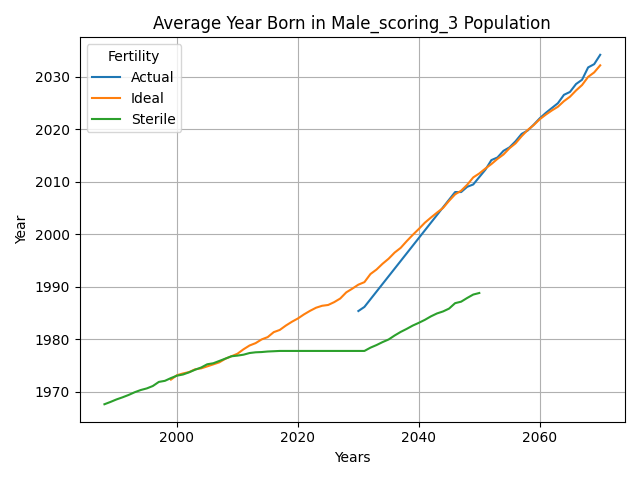 Average Year Born in Male_scoring_3 Population
Fertility
Actual
Ideal
Sterile
Year
2030
2020
2010
2000
1990
1980
1970
2000
2020
2040
2060
Years